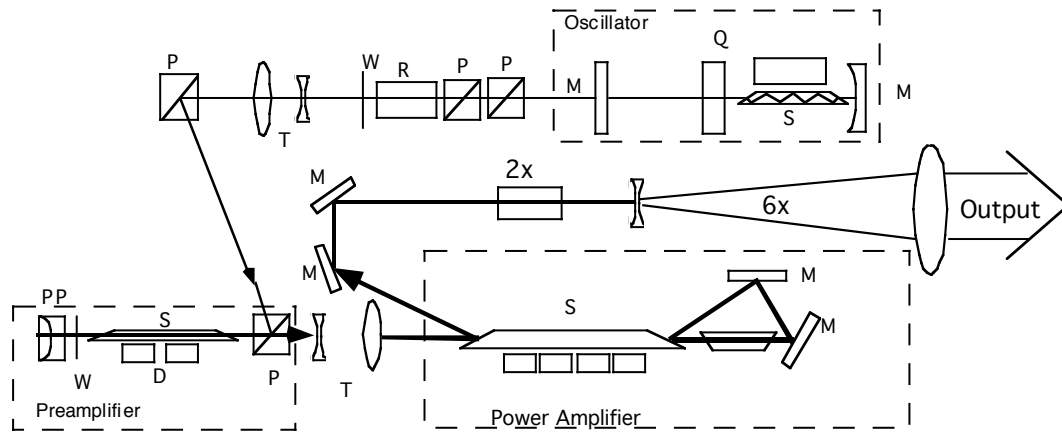 Oscillator
Q
P
W
R
P
P
M
M
S
T
M
2x
6x
Output
M
M
S
M
PP
S
D
W
P
T
Preamplifier
Power Amplifier